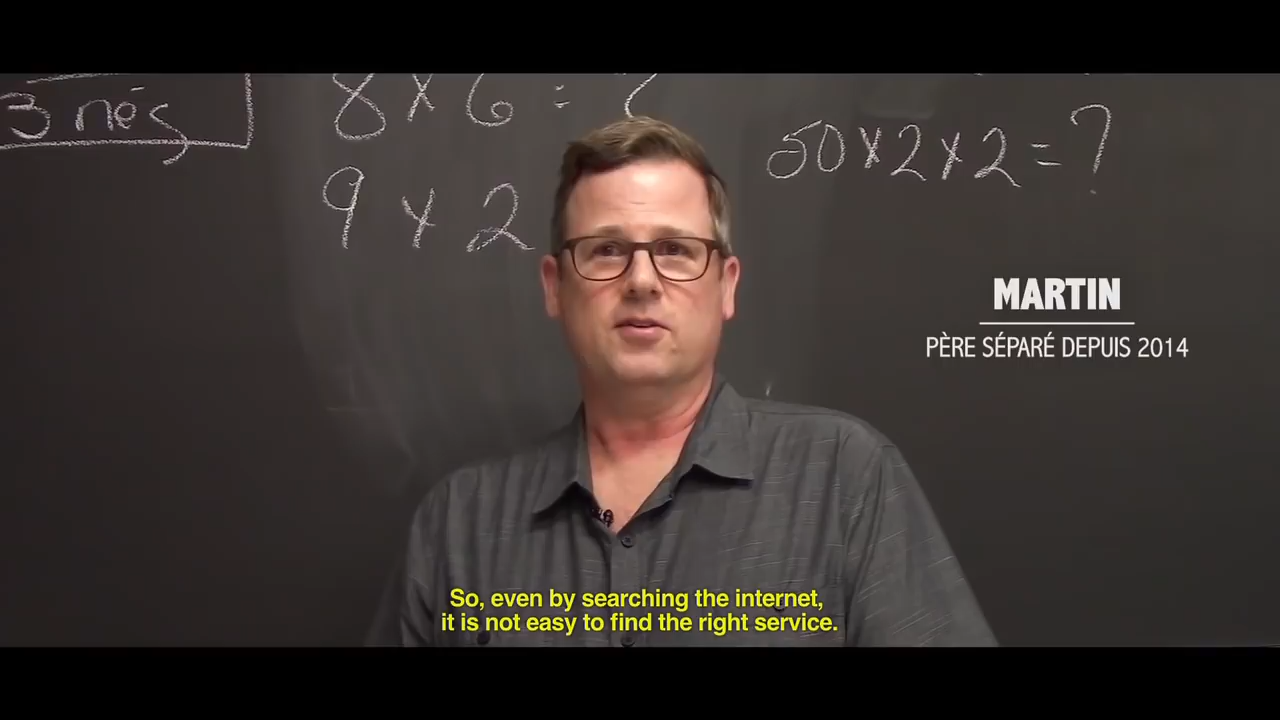 3 nés
8 x 6 = ?
9 x 2
50 x 2 x 2 = ?
MARTIN
PÈRE SÉPARÉ DEPUIS 2014
So, even by searching the internet,
it is not easy to find the right service.